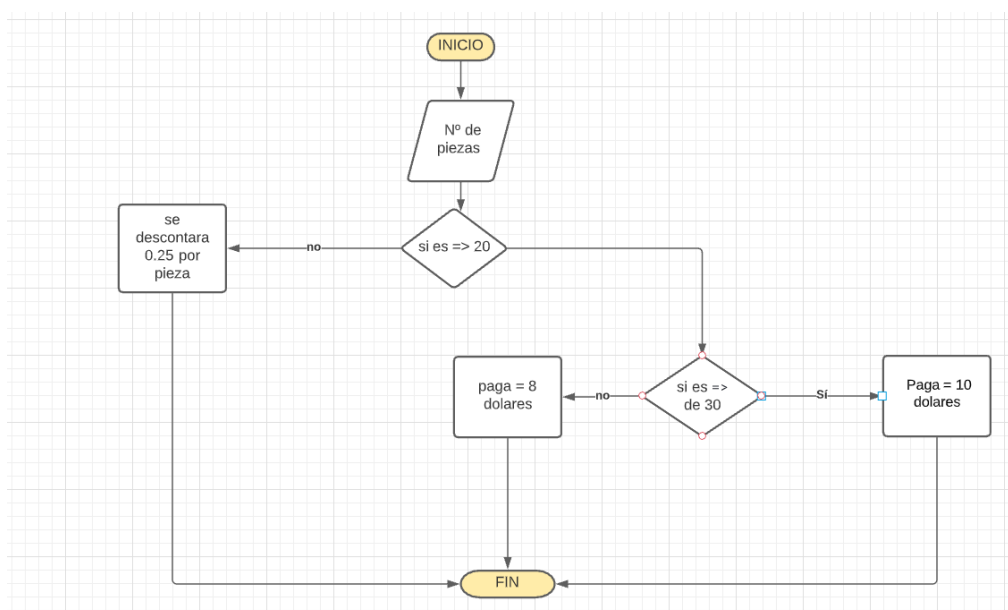 INICIO
Nº de
piezas
se
descontara
0.25 por
pieza
no
si es => 20
paga = 8
dolares
no
si es =>
de 30
Sí
Paga = 10
dolares
FIN